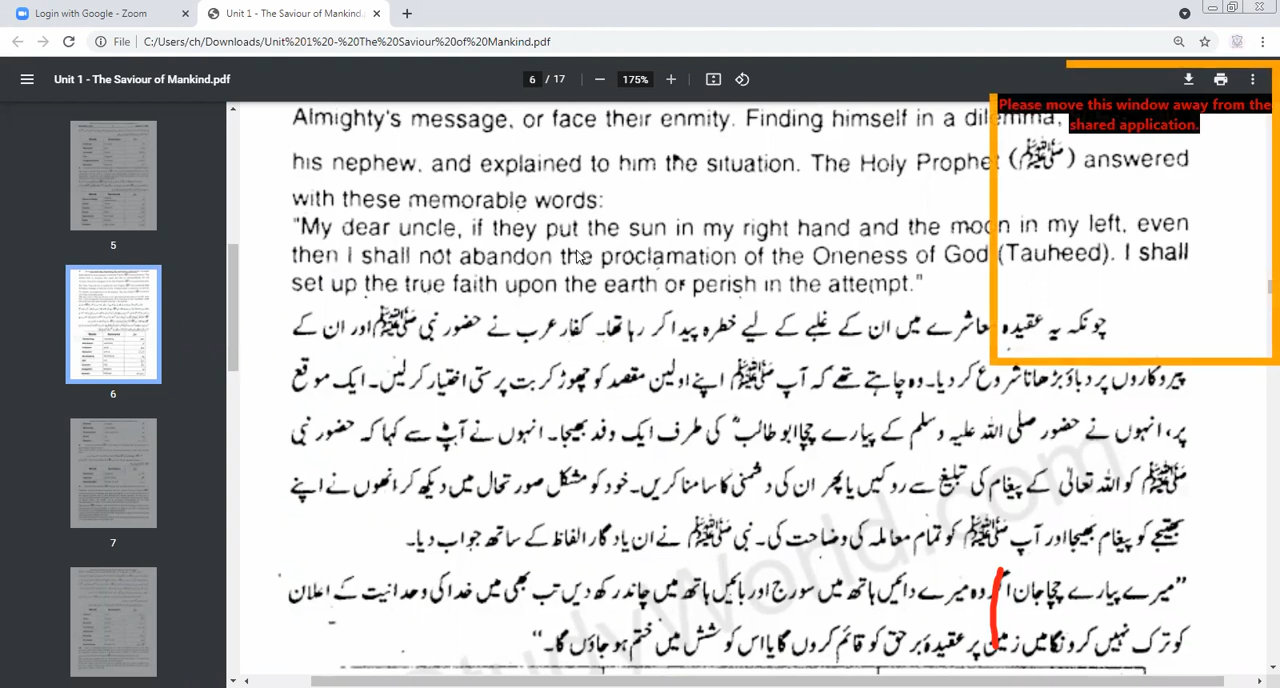 Login with Google - Zoom
Unit 1 - The Saviour of Mankind.
File C:/Users/ch/Downloads/Unit%201%20-%20The%20Saviour%20of%20Mankind.pdf
Unit 1 - The Saviour of Mankind.pdf
6 / 17
175%
Please move this window away from the
shared application.
5
6
7
Almighty's message, or face their enmity. Finding himself in a dilemma,
his nephew, and explained to him the situation. The Holy Prophet (ﷺ) answered
with these memorable words:
"My dear uncle, if they put the sun in my right hand and the moon in my left, even
then I shall not abandon the proclamation of the Oneness of God (Tauheed). I shall
set up the true faith upon the earth or perish in the attempt."
چونکہ یہ عقیدہ معاشرے میں ان کے غلبے کے لیے خطرہ پیدا کر رہا تھا۔ کفار عرب نے حضور نبی ﷺ اور ان کے
پیروکاروں پر دباؤ بڑھانا شروع کر دیا۔ وہ چاہتے تھے کہ آپ ﷺ اپنے اولین مقصد کو چھوڑ کر بت پرستی اختیار کر لیں۔ ایک موقع
پر، انہوں نے حضور صلی اللہ علیہ وسلم کے پیارے چچا ابو طالبؓ کی طرف ایک وفد بھیجا۔ انہوں نے آپؓ سے کہا کہ حضور نبی
ﷺ کو اللہ تعالیٰ کے پیغام کی تبلیغ سے روکیں یا پھر ان کی دشمنی کا سامنا کریں۔ خود کو مشکل صورتحال میں دیکھ کر انھوں نے اپنے
بھتیجے کو پیغام بھیجا اور آپ ﷺ کو تمام معاملہ کی وضاحت کی۔ نبی ﷺ نے ان یادگار الفاظ کے ساتھ جواب دیا۔
”میرے پیارے چچا جان اگر وہ میرے دائیں ہاتھ میں سورج اور بائیں ہاتھ میں چاند رکھ دیں تب بھی میں خدا کی وحدانیت کے اعلان
کو ترک نہیں کرونگا میں زمین پر عقیدۂ برحق کو قائم کروں گا یا اس کوشش میں ختم ہو جاؤں گا۔“